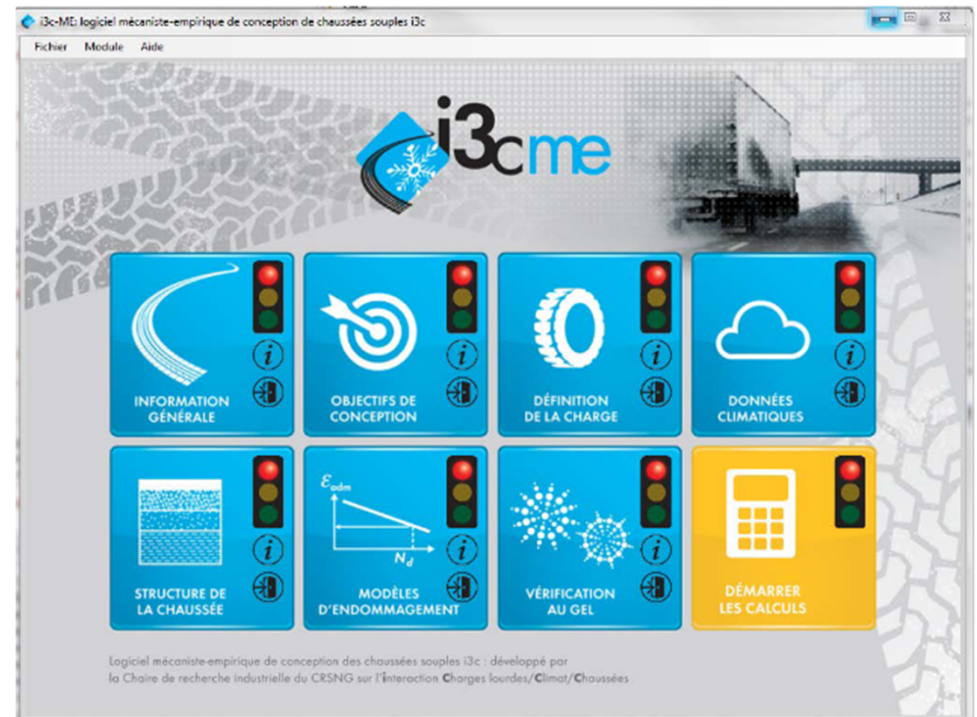 i3c-ME: logiciel mécaniste-empirique de conception de chaussées souples i3c
Fichier Module Aide
i3cme
INFORMATION
GÉNÉRALE
OBJECTIFS DE
CONCEPTION
DÉFINITION
DE LA CHARGE
DONNÉES
CLIMATIQUES
STRUCTURE DE
LA CHAUSSÉE
εadm
Nd
MODÈLES
D'ENDOMMAGEMENT
VÉRIFICATION
AU GEL
DÉMARRER
LES CALCULS
Logiciel mécaniste-empirique de conception des chaussées souples i3c : développé par
la Chaire de recherche industrielle du CRSNG sur l'interaction Charges lourdes/Climat/Chaussées